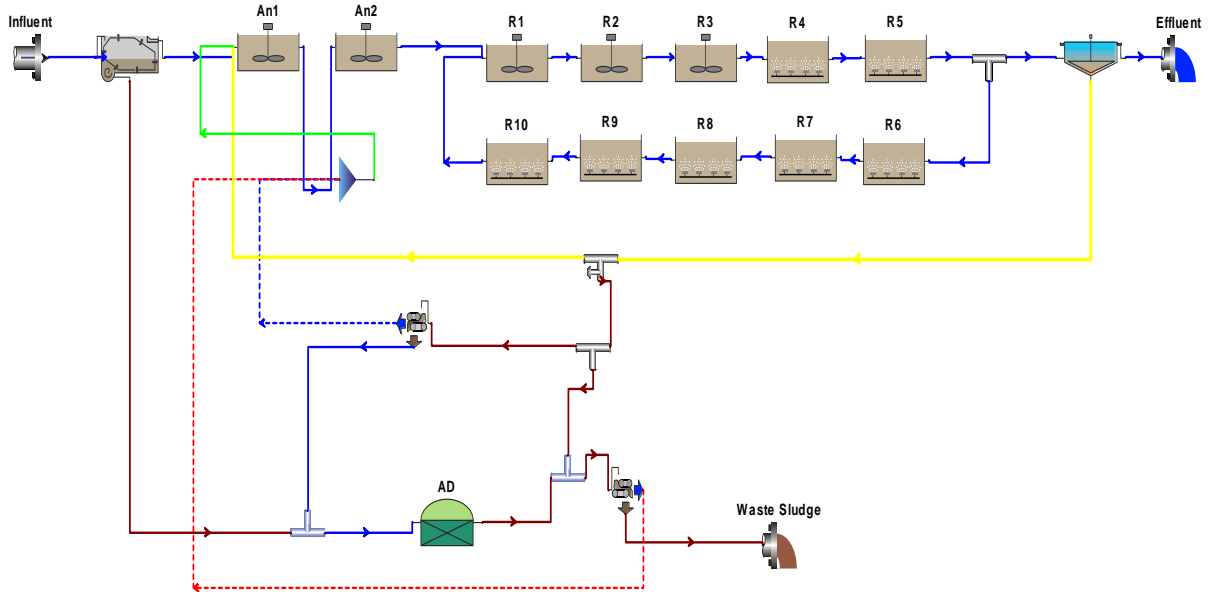 Influent
An1
An2
R1
R2
R3
R4
R5
Effluent
R10
R9
R8
R7
R6
AD
Waste Sludge